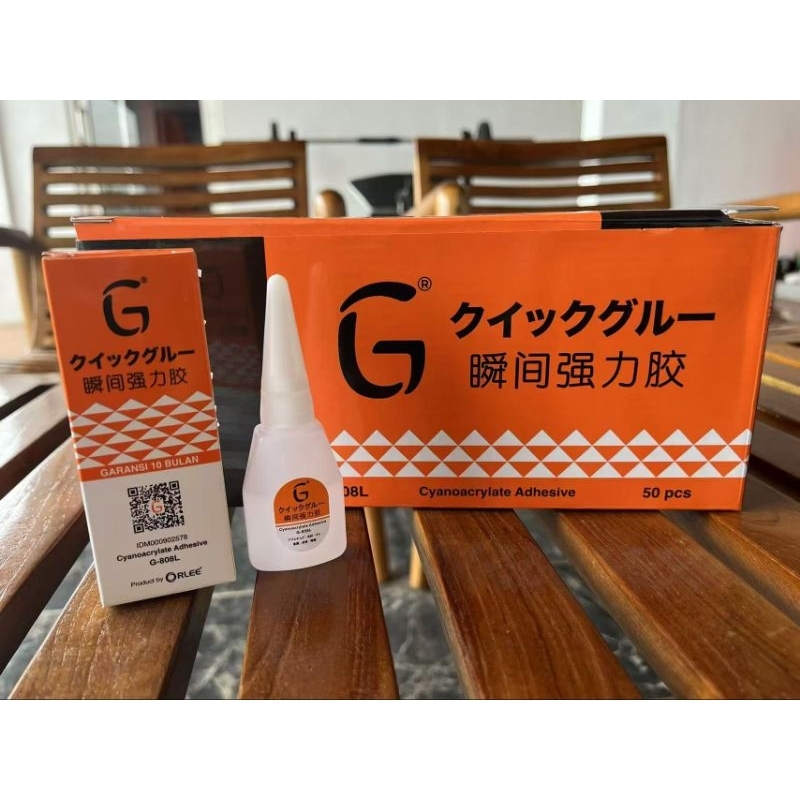 G
クイックグルー
瞬间强力胶
GARANSI 10 BULAN
IDM000902578
Cyanoacrylate Adhesive
G-808L
Product by ORLEE
G
クイックグルー
瞬间强力胶
Cyanoacrylate Adhesive
G-808L
G®
クイックグルー
瞬间强力胶
08L
Cyanoacrylate Adhesive
50 pcs